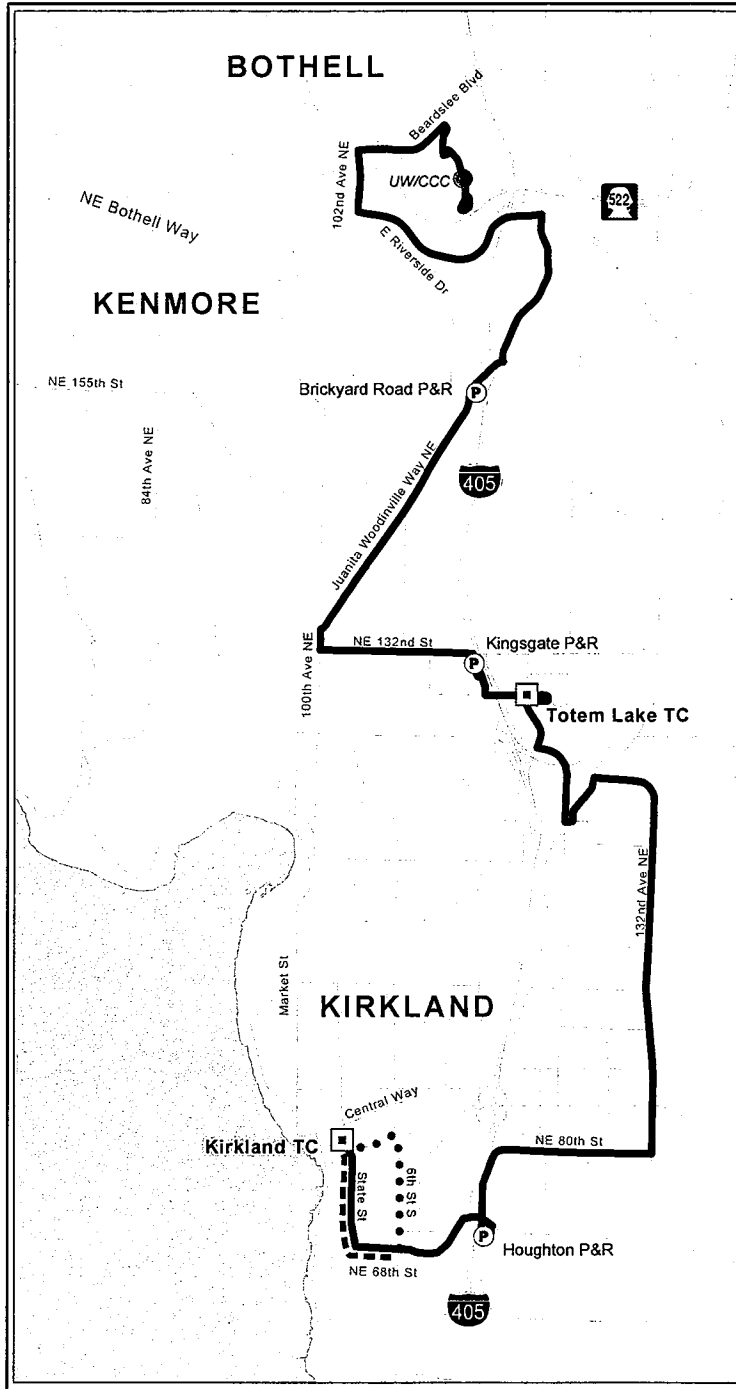 BOTHELL
Beardslee Blvd
102nd Ave NE
UW/CCC
522
NE Bothell Way
E Riverside Dr
KENMORE
NE 155th St
Brickyard Road P&R
P
84th Ave NE
Juanita Woodinville Way NE
405
100th Ave NE
NE 132nd St
Kingsgate P&R
P
Totem Lake TC
132nd Ave NE
Market St
KIRKLAND
Central Way
Kirkland TC
State St
6th St S
NE 80th St
P
Houghton P&R
NE 68th St
405